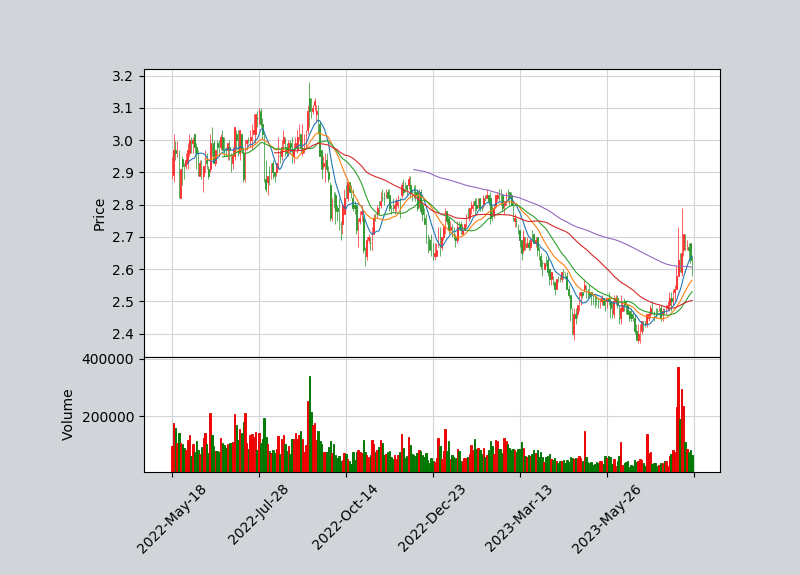 3.2
3.1
3.0
2.9
2.8
2.7
2.6
2.5
2.4
Price
400000
200000
Volume
2022-May-18
2022-Jul-28
2022-Oct-14
2022-Dec-23
2023-Mar-13
2023-May-26